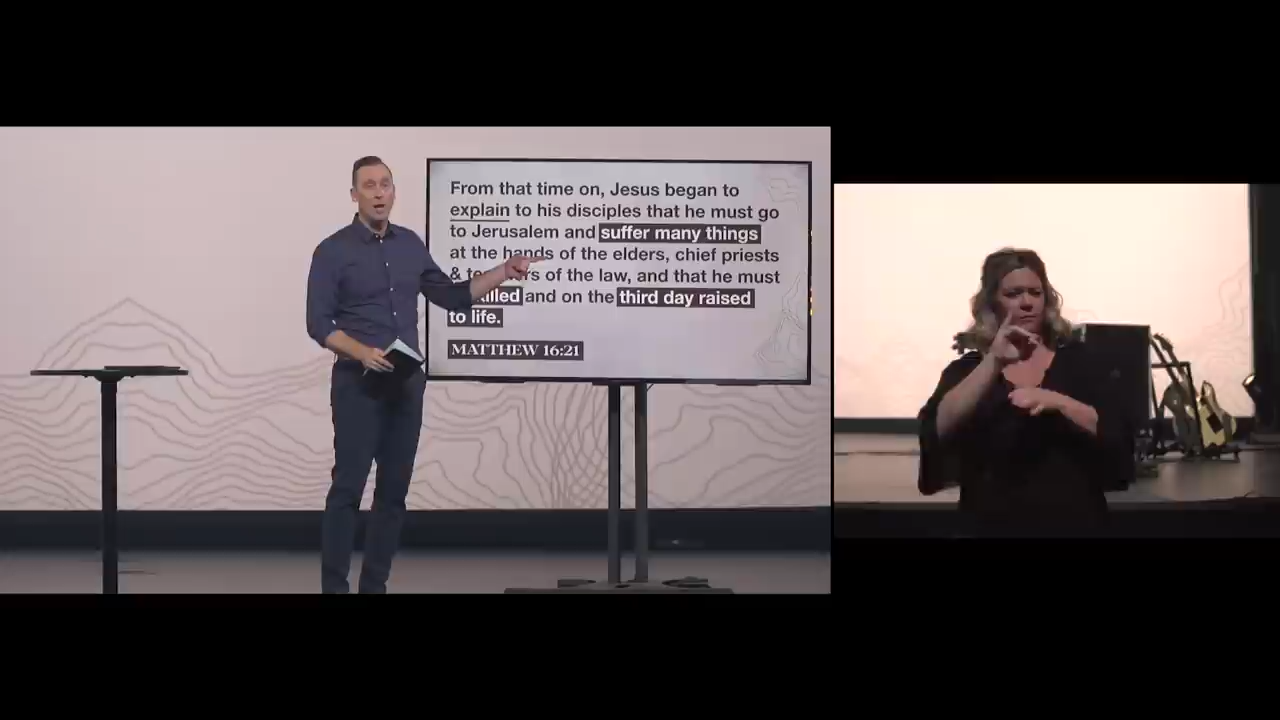 From that time on, Jesus began to
explain to his disciples that he must go
to Jerusalem and suffer many things
at the hands of the elders, chief priests
& of the law, and that he must
killed and on the third day raised
to life.
MATTHEW 16:21